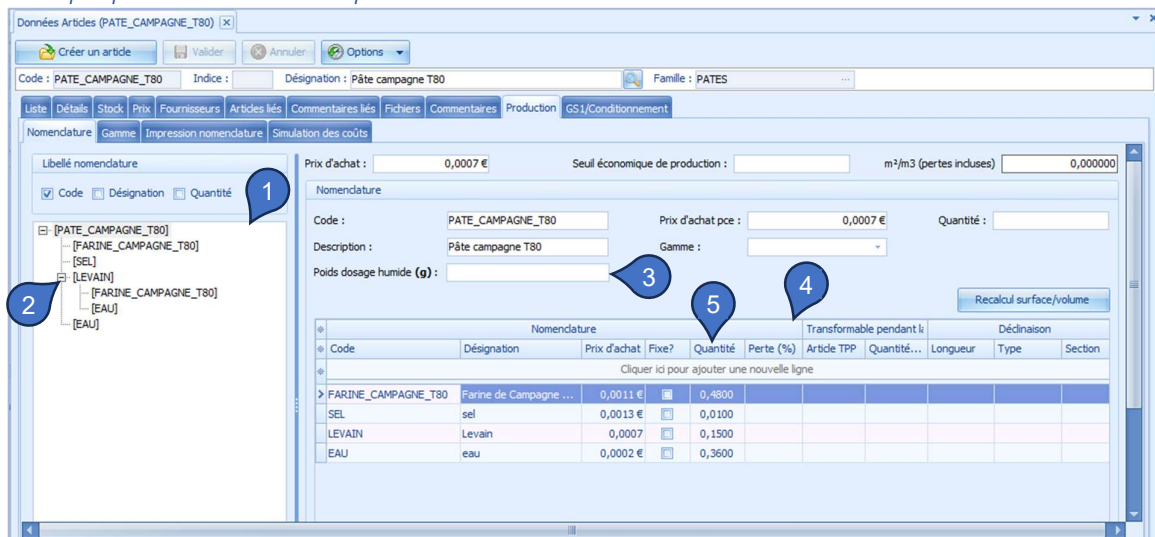 Données Articles (PATE_CAMPAGNE_T80)
Créer un article Valider Annuler Options
Code : PATE_CAMPAGNE_T80 Indice : Désignation : Pâte campagne T80 Famille : PATES ...
Liste Détails Stock Prix Fournisseurs Articles liés Commentaires liés Fichiers Commentaires Production GS1/Conditionnement
Nomenclature Gamme Impression nomenclature Simulation des coûts
Libellé nomenclature
Code Désignation Quantité
1
[PATE_CAMPAGNE_T80]
[FARINE_CAMPAGNE_T80]
[SEL]
[LEVAIN]
[FARINE_CAMPAGNE_T80]
[EAU]
[EAU]
2
Prix d'achat : 0,0007 € Seuil économique de production : m²/m3 (pertes incluses) 0,000000
Nomenclature
Code : PATE_CAMPAGNE_T80 Prix d'achat pce : 0,0007 € Quantité :
Description : Pâte campagne T80 Gamme :
Poids dosage humide (g) :
3
4
5
Recalcul surface/volume
Nomenclature Transformable pendant la Déclinaison
Code Désignation Prix d'achat Fixe? Quantité Perte (%) Article TPP Quantité... Longueur Type Section
Cliquer ici pour ajouter une nouvelle ligne
FARINE_CAMPAGNE_T80 Farine de Campagne ... 0,0011 € 0,4800
SEL sel 0,0013 € 0,0100
LEVAIN Levain 0,0007 0,1500
EAU eau 0,0002 € 0,3600